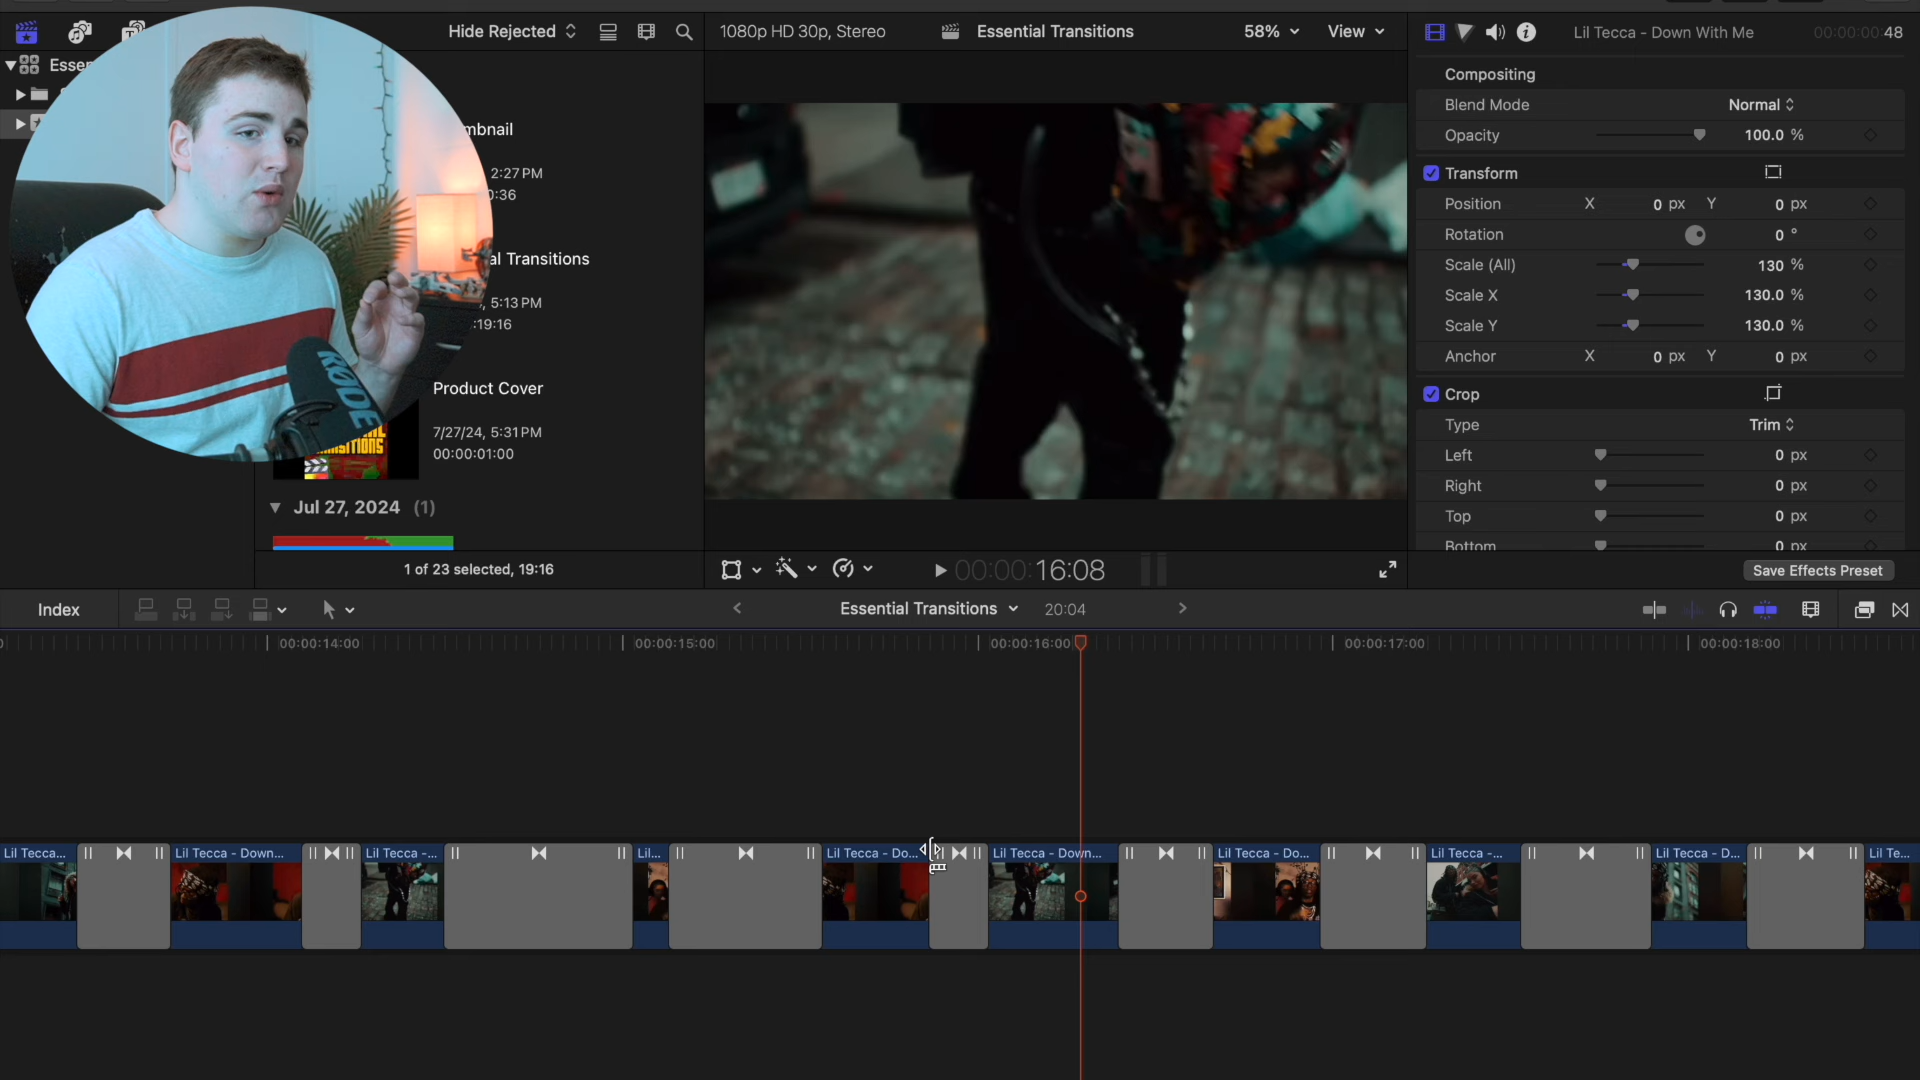 Hide Rejected
1080p HD 30p, Stereo
Essential Transitions
58%
View
Lil Tecca - Down With Me
00:00:00:48
Compositing
Blend Mode
Normal
Opacity
100.0 %
Transform
Position X 0 px Y 0 px
Rotation 0 °
Scale (All) 130 %
Scale X 130.0 %
Scale Y 130.0 %
Anchor X 0 px Y 0 px
Crop
Type
Trim
Left 0 px
Right 0 px
Top 0 px
Bottom 0 px
Save Effects Preset
Esser
mbnail
2:27 PM
0:36
al Transitions
5:13 PM
:19:16
RØDE
Product Cover
7/27/24, 5:31 PM
00:00:01:00
Jul 27, 2024 (1)
1 of 23 selected, 19:16
00:00:16:08
Index
Essential Transitions
20:04
00:00:14:00
00:00:15:00
00:00:16:00
00:00:17:00
00:00:18:00
Lil Tecca...
Lil Tecca - Down...
Lil Tecca -...
Lil...
Lil Tecca - Do...
Lil Tecca - Down...
Lil Tecca - Do...
Lil Tecca -...
Lil Tecca - D...
Lil Te...